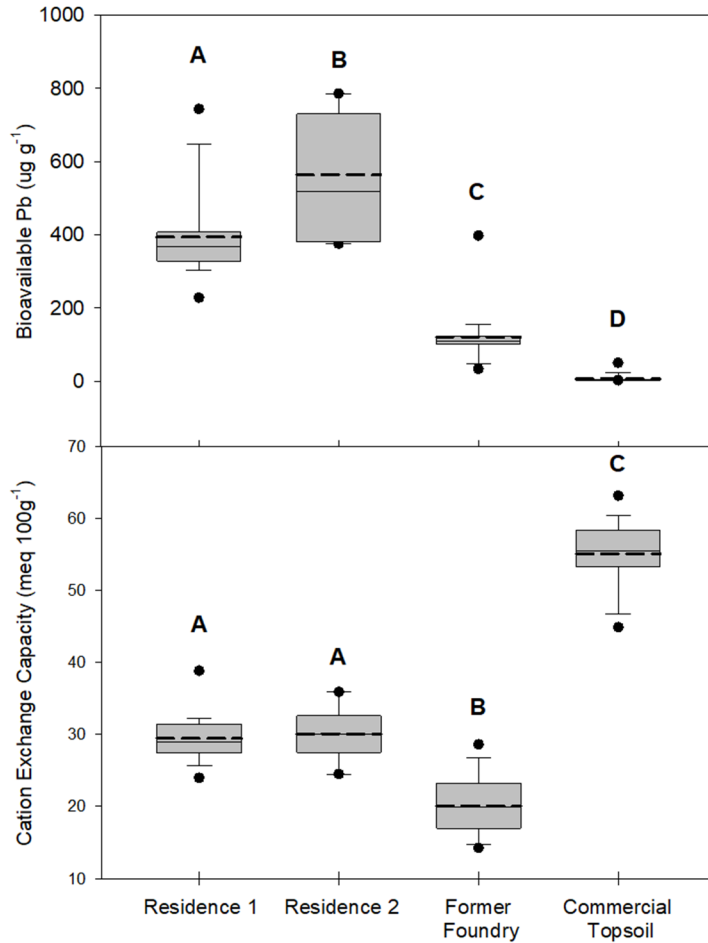 1000
800
600
400
200
0
Bioavailable Pb (ug g⁻¹)
A
B
C
D
70
60
50
40
30
20
10
Cation Exchange Capacity (meq 100g⁻¹)
A
A
B
C
Residence 1
Residence 2
Former
Foundry
Commercial
Topsoil